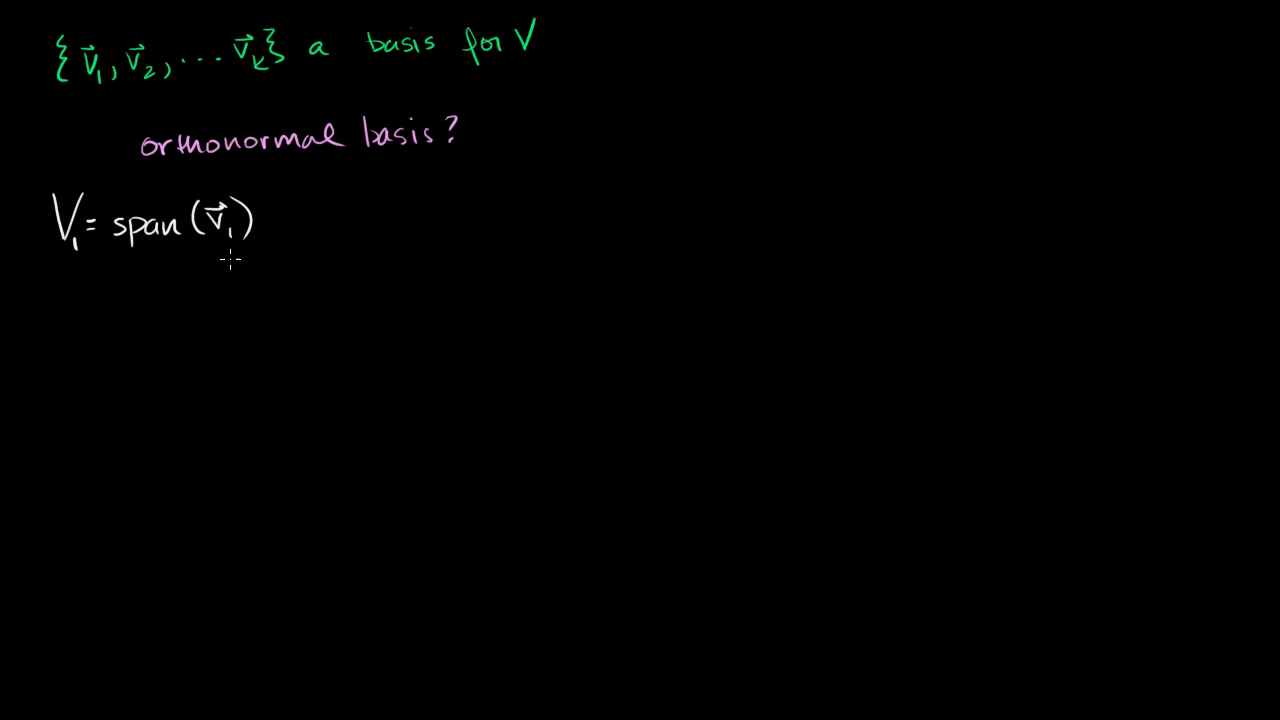 {v⃗₁, v⃗₂, ... v⃗ₖ} a basis for V
orthonormal basis?
V₁ = span(v⃗₁)